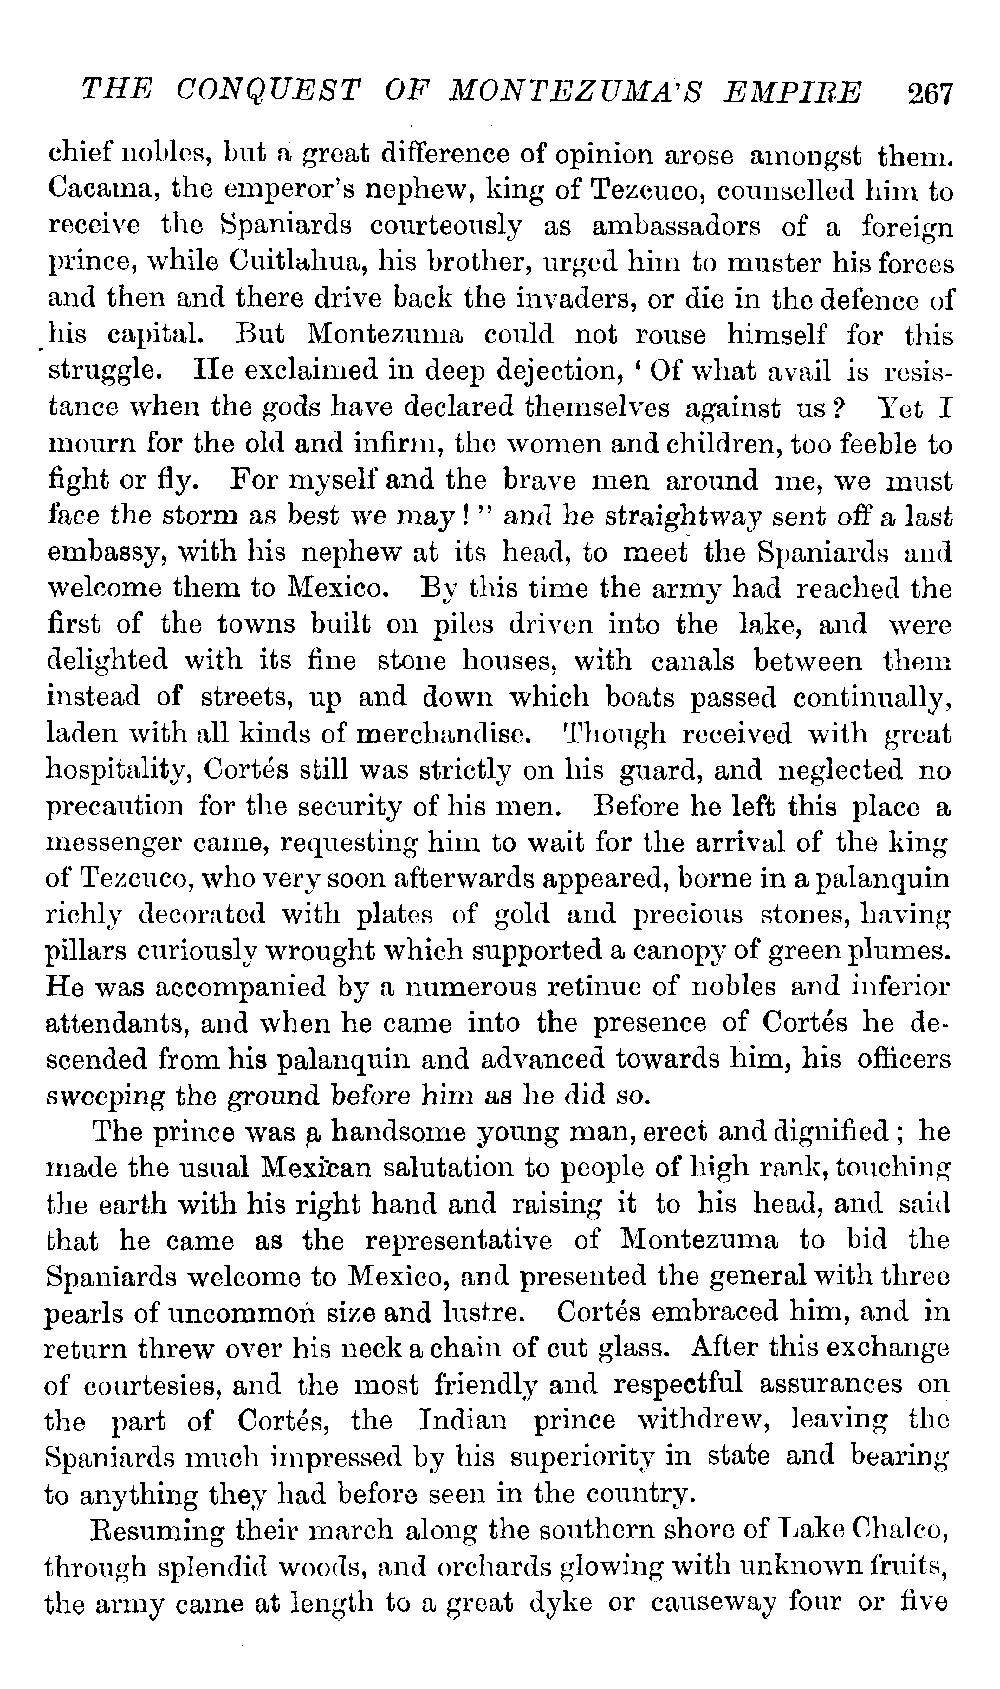 THE CONQUEST OF MONTEZUMA'S EMPIRE 267
chief nobles, but a great difference of opinion arose amongst them.
Cacama, the emperor's nephew, king of Tezcuco, counselled him to
receive the Spaniards courteously as ambassadors of a foreign
prince, while Cuitlahua, his brother, urged him to muster his forces
and then and there drive back the invaders, or die in the defence of
his capital. But Montezuma could not rouse himself for this
struggle. He exclaimed in deep dejection, ‘ Of what avail is resis-
tance when the gods have declared themselves against us ? Yet I
mourn for the old and infirm, the women and children, too feeble to
fight or fly. For myself and the brave men around me, we must
face the storm as best we may ! ” and he straightway sent off a last
embassy, with his nephew at its head, to meet the Spaniards and
welcome them to Mexico. By this time the army had reached the
first of the towns built on piles driven into the lake, and were
delighted with its fine stone houses, with canals between them
instead of streets, up and down which boats passed continually,
laden with all kinds of merchandise. Though received with great
hospitality, Cortés still was strictly on his guard, and neglected no
precaution for the security of his men. Before he left this place a
messenger came, requesting him to wait for the arrival of the king
of Tezcuco, who very soon afterwards appeared, borne in a palanquin
richly decorated with plates of gold and precious stones, having
pillars curiously wrought which supported a canopy of green plumes.
He was accompanied by a numerous retinue of nobles and inferior
attendants, and when he came into the presence of Cortés he de-
scended from his palanquin and advanced towards him, his officers
sweeping the ground before him as he did so.
The prince was a handsome young man, erect and dignified ; he
made the usual Mexican salutation to people of high rank, touching
the earth with his right hand and raising it to his head, and said
that he came as the representative of Montezuma to bid the
Spaniards welcome to Mexico, and presented the general with three
pearls of uncommon size and lustre. Cortés embraced him, and in
return threw over his neck a chain of cut glass. After this exchange
of courtesies, and the most friendly and respectful assurances on
the part of Cortés, the Indian prince withdrew, leaving the
Spaniards much impressed by his superiority in state and bearing
to anything they had before seen in the country.
Resuming their march along the southern shore of Lake Chalco,
through splendid woods, and orchards glowing with unknown fruits,
the army came at length to a great dyke or causeway four or five